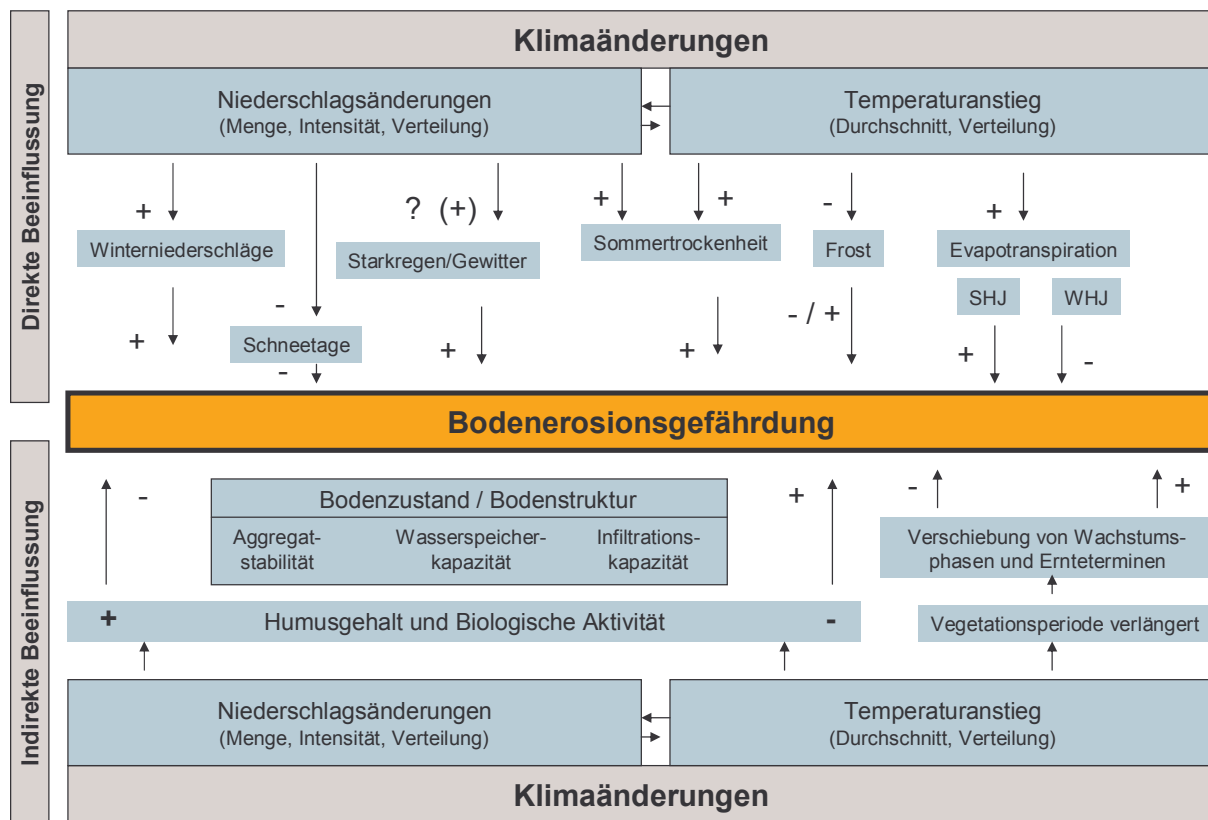 Direkte Beeinflussung
Klimaänderungen
Niederschlagsänderungen
(Menge, Intensität, Verteilung)
Temperaturanstieg
(Durchschnitt, Verteilung)
+
? (+)
+
+
-
+
Winterniederschläge
Starkregen/Gewitter
Sommertrockenheit
Frost
Evapotranspiration
SHJ
WHJ
-
- / +
+
Schneetage
+
+
+
-
-
Bodenerosionsgefährdung
Indirekte Beeinflussung
-
Bodenzustand / Bodenstruktur
Aggregat-
stabilität
Wasserspeicher-
kapazität
Infiltrations-
kapazität
+
-
+
Verschiebung von Wachstums-
phasen und Ernteterminen
+
Humusgehalt und Biologische Aktivität
-
Vegetationsperiode verlängert
Niederschlagsänderungen
(Menge, Intensität, Verteilung)
Temperaturanstieg
(Durchschnitt, Verteilung)
Klimaänderungen